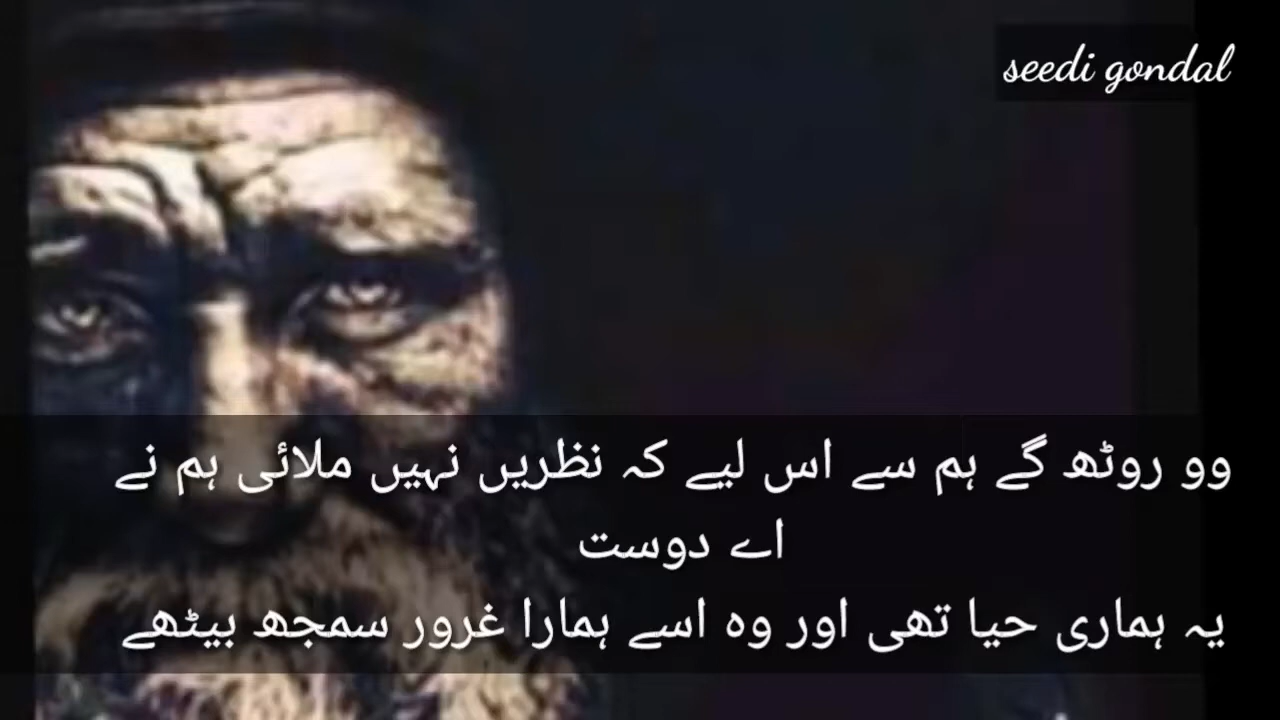 seedi gondal
وو روٹھ گے ہم سے اس لیے کہ نظریں نہیں ملائی ہم نے
اے دوست
یہ ہماری حیا تھی اور وہ اسے ہمارا غرور سمجھ بیٹھے